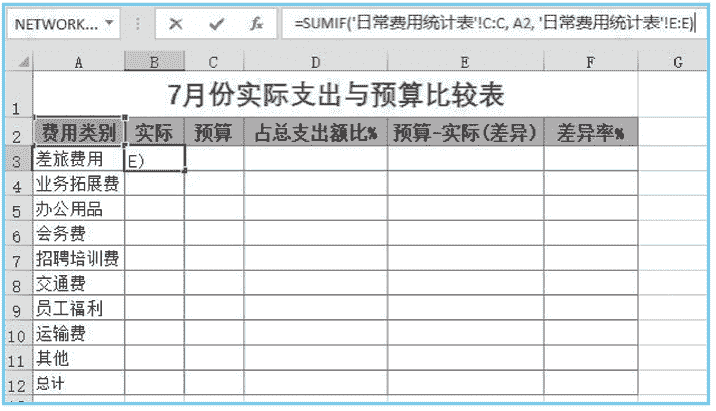 NETWORK... =SUMIF('日常费用统计表'!C:C, A2, '日常费用统计表'!E:E)
A B C D E F G
1 7月份实际支出与预算比较表
2 费用类别 实际 预算 占总支出额比% 预算-实际(差异) 差异率%
3 差旅费用 E)
4 业务拓展费
5 办公用品
6 会务费
7 招聘培训费
8 交通费
9 员工福利
10 运输费
11 其他
12 总计